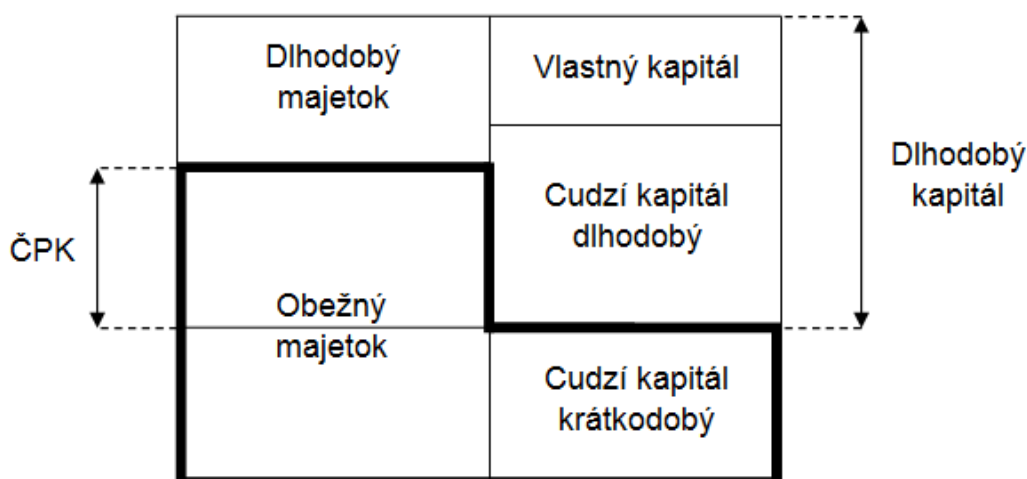 Dlhodobý
majetok
Vlastný kapitál
Dlhodobý
kapitál
Cudzí kapitál
dlhodobý
ČPK
Obežný
majetok
Cudzí kapitál
krátkodobý